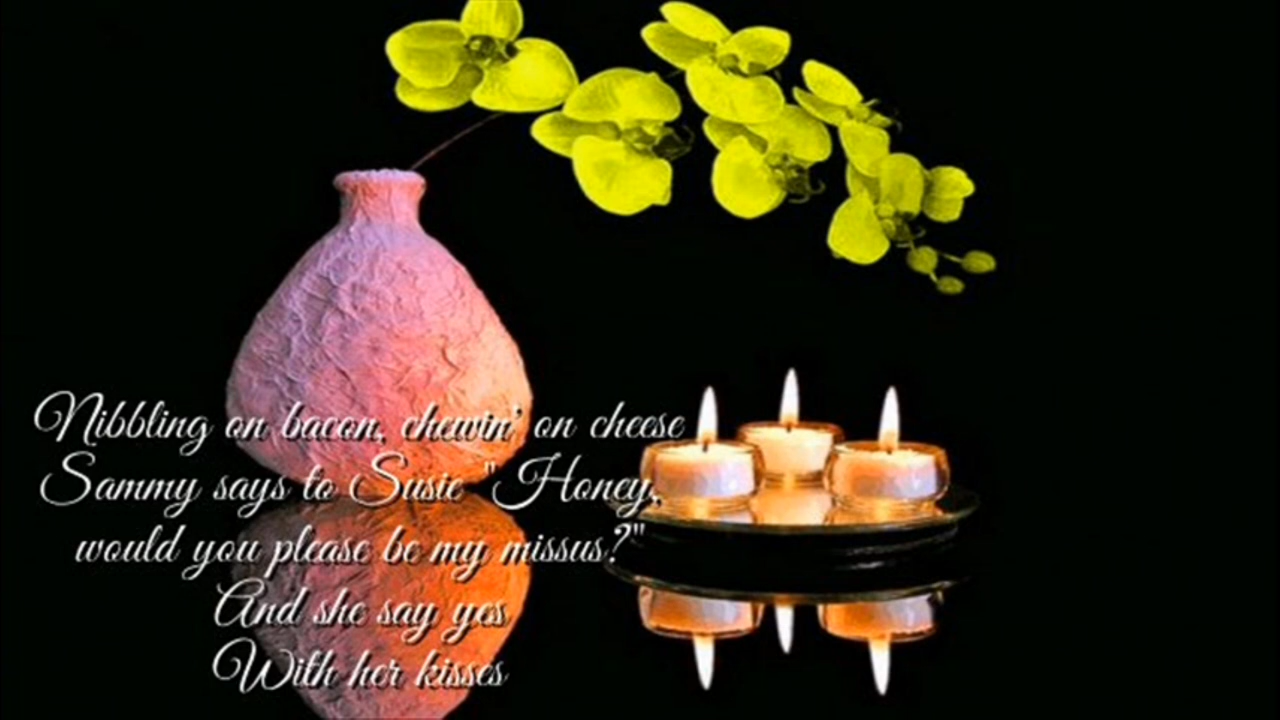 Nibbling on bacon, chewin' on cheese
Sammy says to Susie "Honey,
would you please be my missus?"
And she say yes
With her kisses